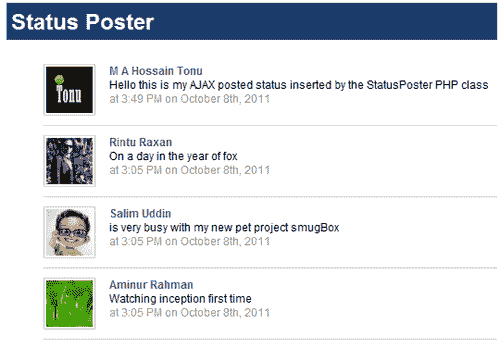 Status Poster
Tonu
M A Hossain Tonu
Hello this is my AJAX posted status inserted by the StatusPoster PHP class
at 3:49 PM on October 8th, 2011
Rintu Raxan
On a day in the year of fox
at 3:05 PM on October 8th, 2011
Salim Uddin
is very busy with my new pet project smugBox
at 3:05 PM on October 8th, 2011
Aminur Rahman
Watching inception first time
at 3:05 PM on October 8th, 2011